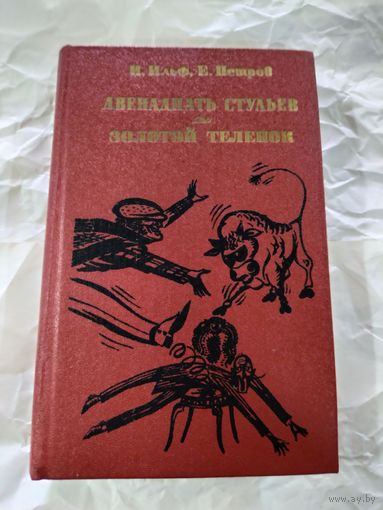 И. Ильф, Е. Петров
ДВЕНАДЦАТЬ СТУЛЬЕВ
ЗОЛОТОЙ ТЕЛЕНОК
www.ay.by